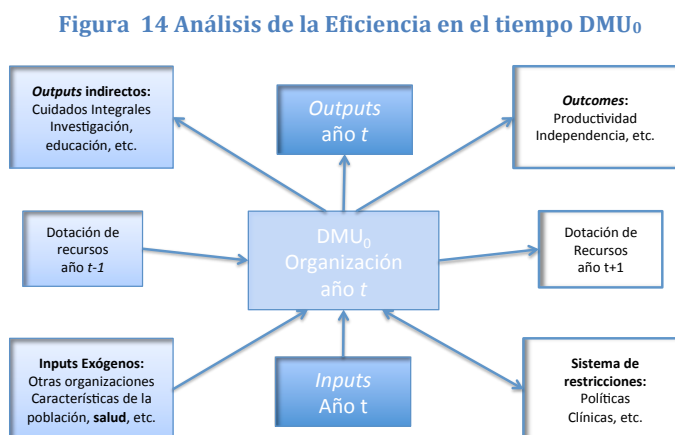 Figura 14 Análisis de la Eficiencia en el tiempo DMU₀
Outputs indirectos:
Cuidados Integrales
Investigación,
educación, etc.
Outputs
año t
Outcomes:
Productividad
Independencia, etc.
Dotación de
recursos
año t-1
DMU₀
Organización
año t
Dotación de
Recursos
año t+1
Inputs Exógenos:
Otras organizaciones
Características de la
población, salud, etc.
Inputs
Año t
Sistema de
restricciones:
Políticas
Clínicas, etc.